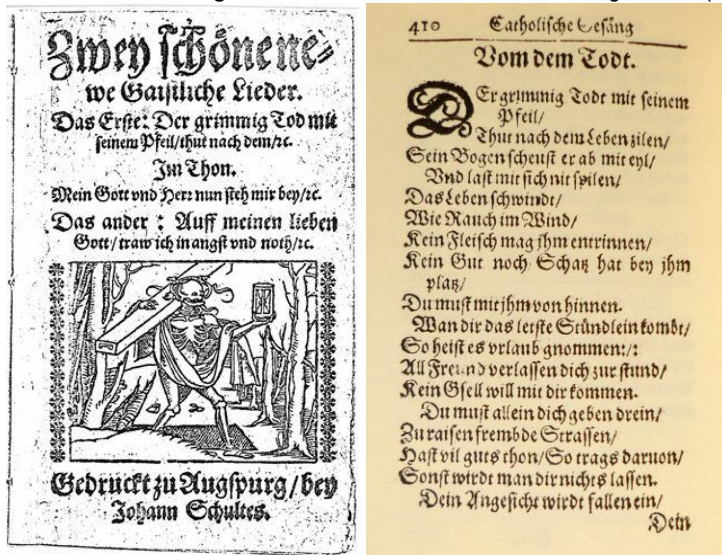 Zwey schöne ne=
we Gaistliche Lieder.
Das Erste: Der grimmig Tod mit
seinem Pfeil/thut nach dem/ꝛc.
Im Thon.
Mein Gott vnd Herꝛ nun steh mir bey/ꝛc.
Das ander : Auff meinen lieben
Gott/ traw ich in angst vnd noth/ꝛc.
Gedruckt zu Augspurg/ bey
Johann Schultes.
410 Catholische Gesäng
Vom dem Todt.
DEr grimmig Todt mit seinem
Pfeil/
Thut nach dem Leben zilen/
Sein Bogen scheust er ab mit eyl/
Vnd last mit sich nit spilen/
Das Leben schwindt/
Wie Rauch im Wind/
Kein Fleisch mag jhm entrinnen/
Kein Gut noch Schatz hat bey jhm
platz/
Du must mit jhm von hinnen.
Wan dir das letste Stündlein kombt/
So heist es vrlaub gnommen:/:
All Freund verlassen dich zur stund/
Kein Gsell will mit dir kommen.
Du must allein dich geben drein/
Zu raisen frembde Strassen/
Hast vil guts thon/ So trags daruon/
Sonst wirdt man dir nichts lassen.
Dein Angesicht wirdt fallen ein/
Dein